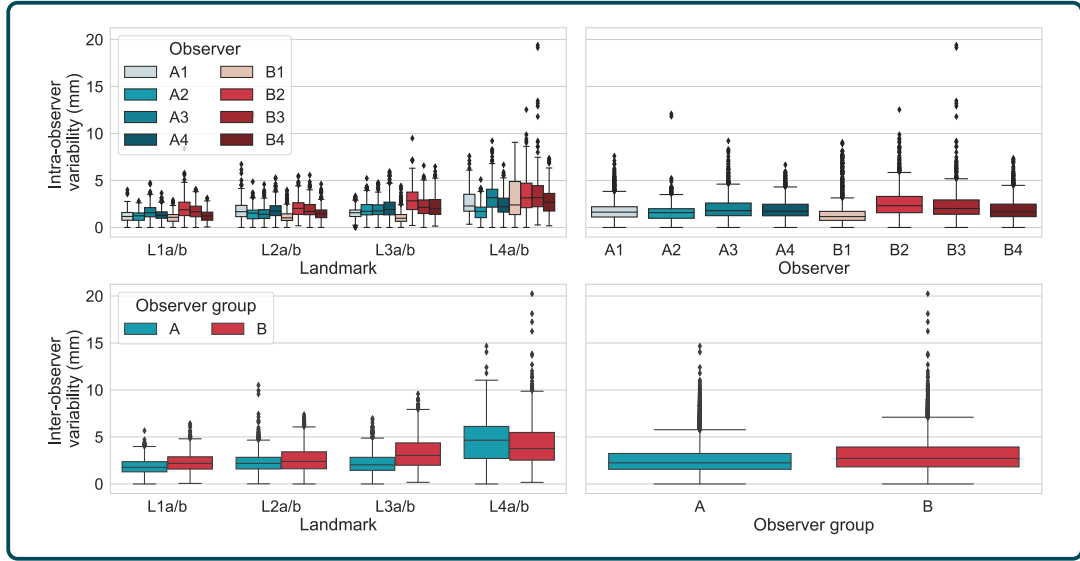 Intra-observer
variability (mm)
20
15
10
5
0
Observer
A1 B1
A2 B2
A3 B3
A4 B4
L1a/b L2a/b L3a/b L4a/b
Landmark
A1 A2 A3 A4 B1 B2 B3 B4
Observer
Inter-observer
variability (mm)
20
15
10
5
0
Observer group
A B
L1a/b L2a/b L3a/b L4a/b
Landmark
A B
Observer group